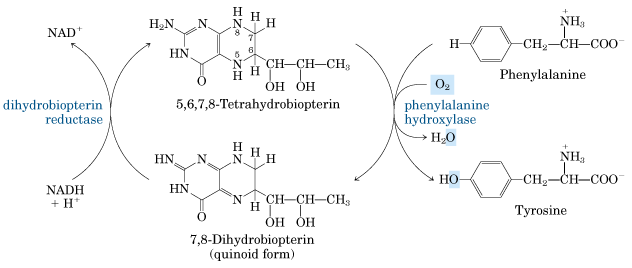 NAD⁺
dihydrobiopterin
reductase
NADH
+ H⁺
H₂N
N
H
N
8
H
H
7
HN
5
N
H
6
H
O
CH—CH—CH₃
OH OH
5,6,7,8-Tetrahydrobiopterin
HN
N
H
N
H
H
HN
N
H
O
CH—CH—CH₃
OH OH
7,8-Dihydrobiopterin
(quinoid form)
O₂
phenylalanine
hydroxylase
H₂O
+
NH₃
H
CH₂—CH—COO⁻
Phenylalanine
+
NH₃
HO
CH₂—CH—COO⁻
Tyrosine